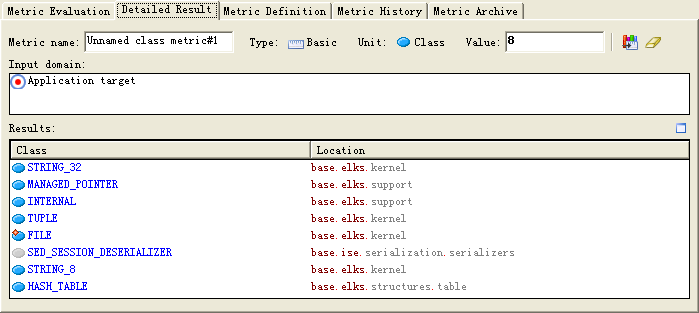 Metric Evaluation Detailed Result Metric Definition Metric History Metric Archive
Metric name: Unnamed class metric#1 Type: Basic Unit: Class Value: 8
Input domain:
Application target
Results:
Class Location
STRING_32 base.elks.kernel
MANAGED_POINTER base.elks.support
INTERNAL base.elks.support
TUPLE base.elks.kernel
FILE base.elks.kernel
SED_SESSION_DESERIALIZER base.ise.serialization.serializers
STRING_8 base.elks.kernel
HASH_TABLE base.elks.structures.table